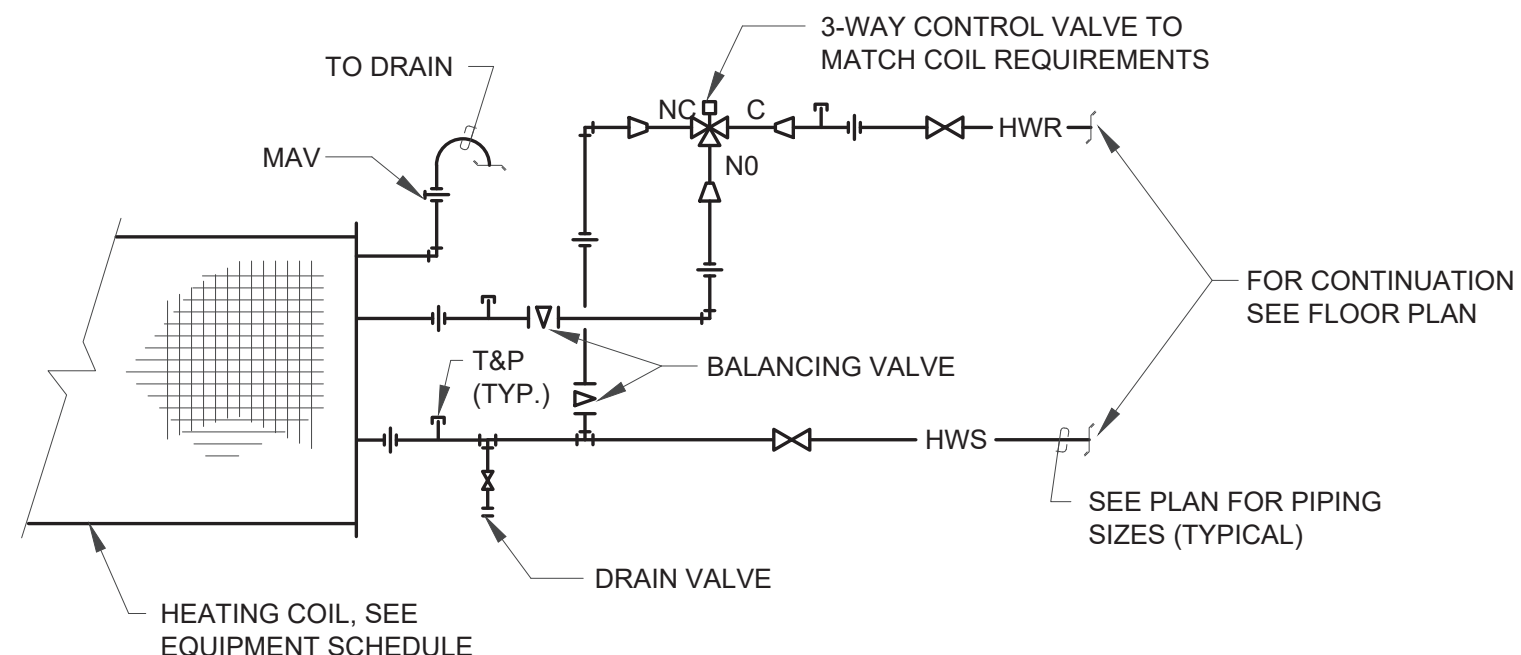 3-WAY CONTROL VALVE TO
MATCH COIL REQUIREMENTS
TO DRAIN
NC
C
HWR
MAV
N0
FOR CONTINUATION
SEE FLOOR PLAN
T&P
(TYP.)
BALANCING VALVE
HWS
SEE PLAN FOR PIPING
SIZES (TYPICAL)
DRAIN VALVE
HEATING COIL, SEE
EQUIPMENT SCHEDULE